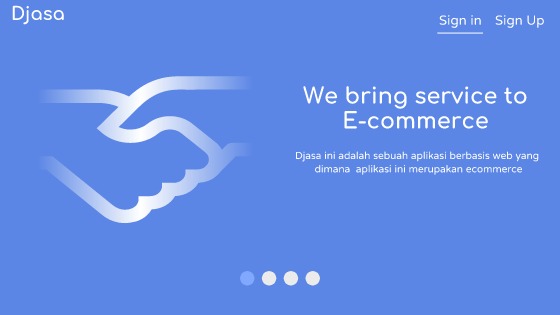 Djasa
Sign in Sign Up
We bring service to
E-commerce
Djasa ini adalah sebuah aplikasi berbasis web yang
dimana aplikasi ini merupakan ecommerce